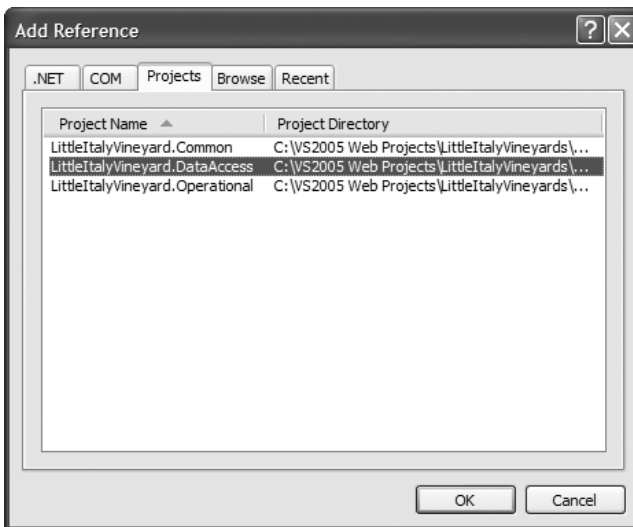 Add Reference
.NET COM Projects Browse Recent
Project Name Project Directory
LittleItalyVineyard.Common C:\VS2005 Web Projects\LittleItalyVineyards\...
LittleItalyVineyard.DataAccess C:\VS2005 Web Projects\LittleItalyVineyards\...
LittleItalyVineyard.Operational C:\VS2005 Web Projects\LittleItalyVineyards\...
OK Cancel